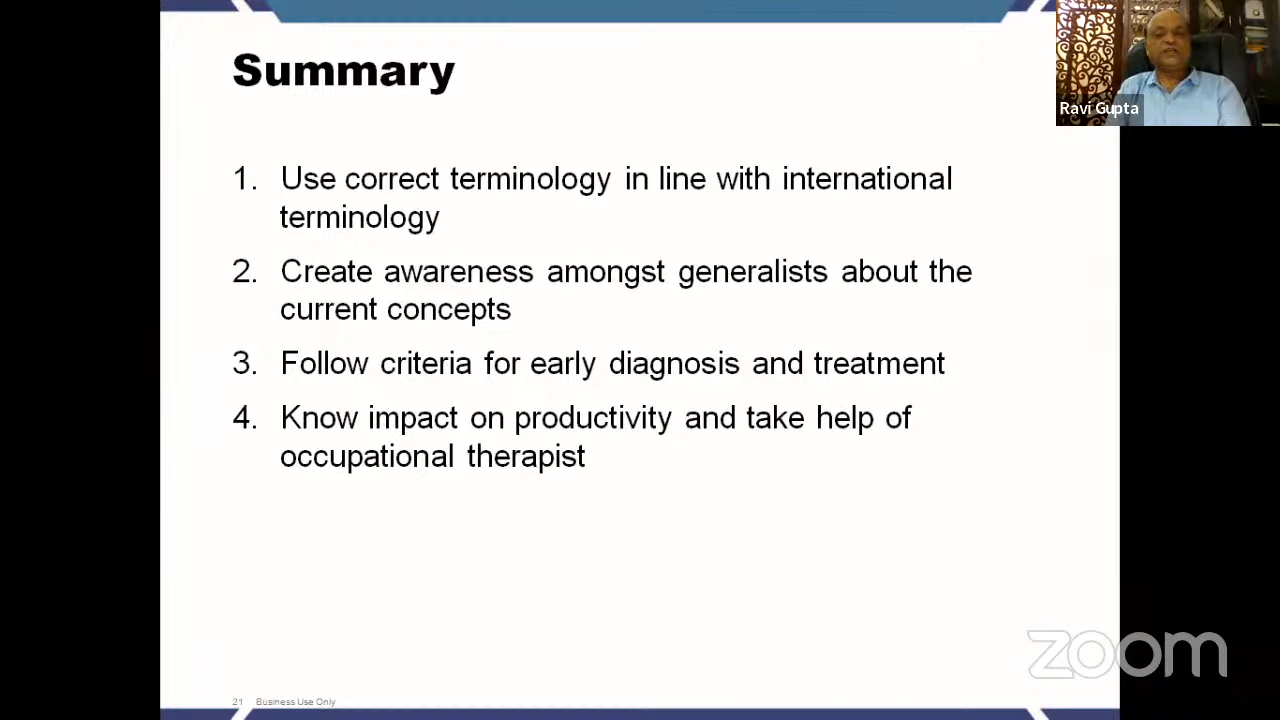 Summary
Ravi Gupta
1. Use correct terminology in line with international
terminology
2. Create awareness amongst generalists about the
current concepts
3. Follow criteria for early diagnosis and treatment
4. Know impact on productivity and take help of
occupational therapist
zoom
21 Business Use Only